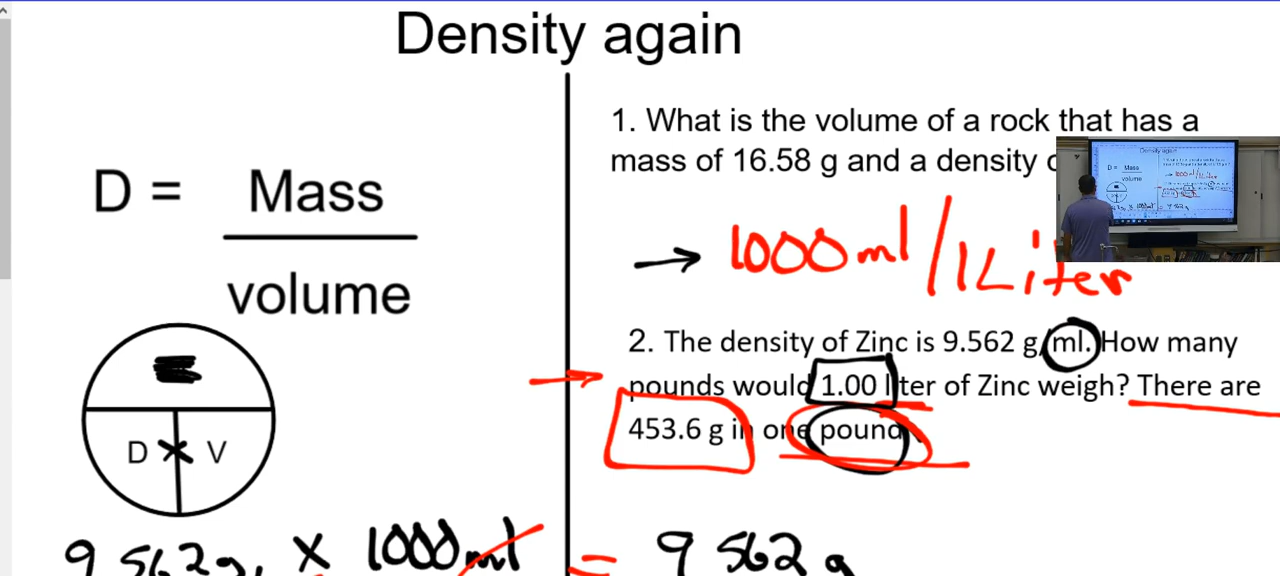 Density again
D = Mass
volume
D X V
1. What is the volume of a rock that has a
mass of 16.58 g and a density
→ 1000 ml / 1 Liter
2. The density of Zinc is 9.562 g/ml. How many
pounds would 1.00 liter of Zinc weigh? There are
453.6 g in one pound
9.562 g x 1000 ml = 9562 g